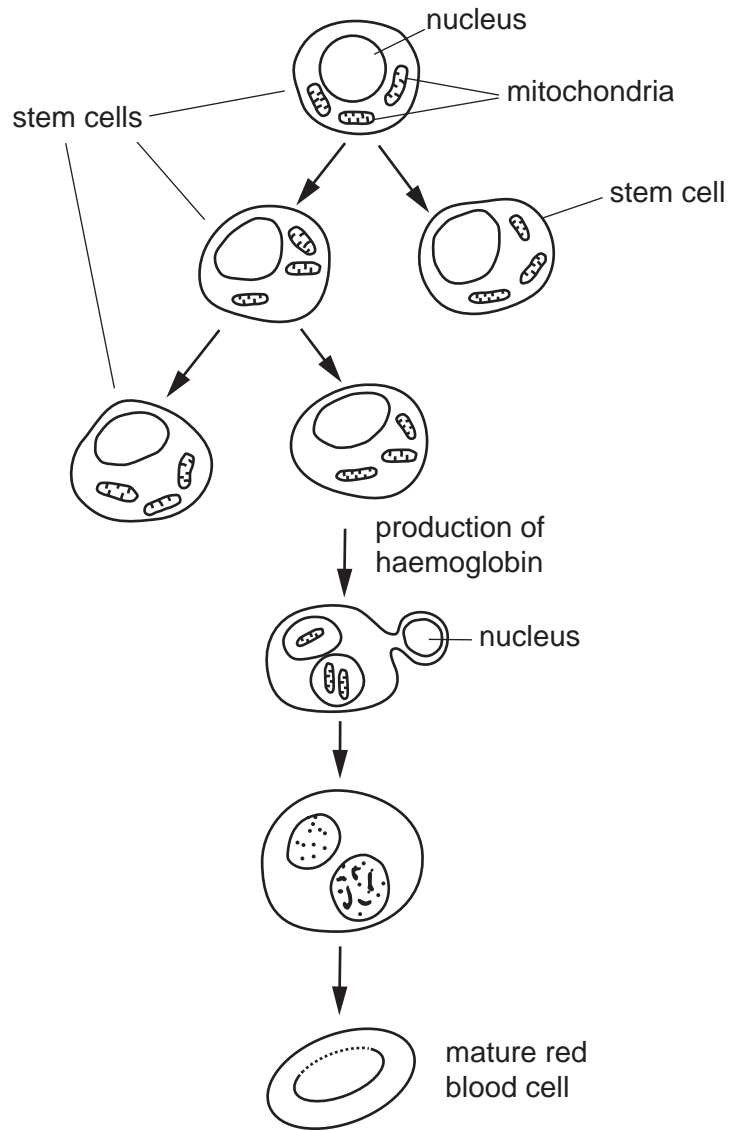 nucleus
mitochondria
stem cells
stem cell
production of
haemoglobin
nucleus
mature red
blood cell